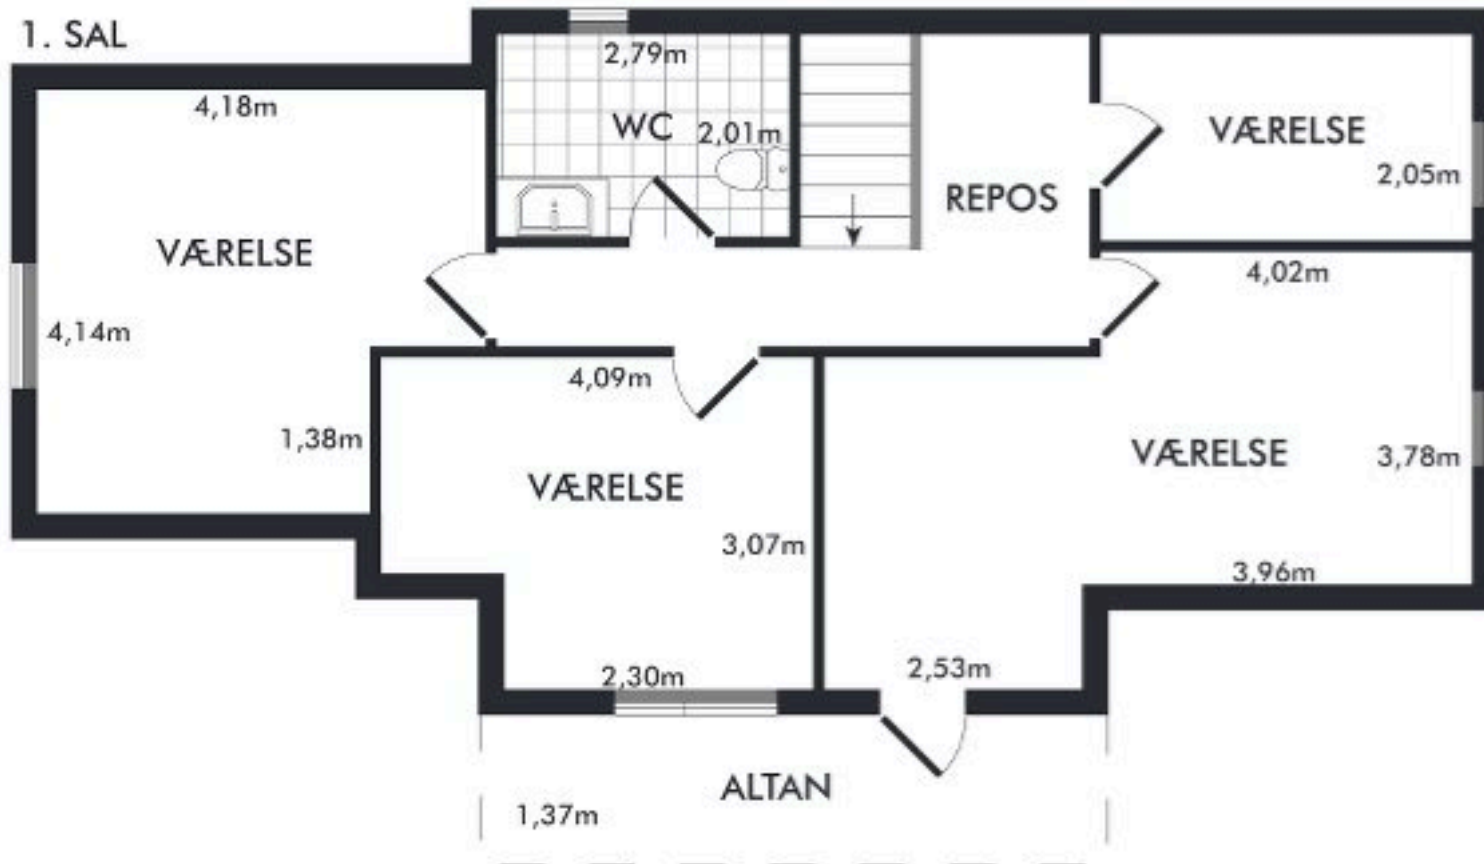 1. SAL
2,79m
4,18m
WC
2,01m
VÆRELSE
2,05m
REPOS
VÆRELSE
4,02m
4,14m
4,09m
1,38m
VÆRELSE
3,78m
VÆRELSE
3,07m
3,96m
2,30m
2,53m
ALTAN
1,37m